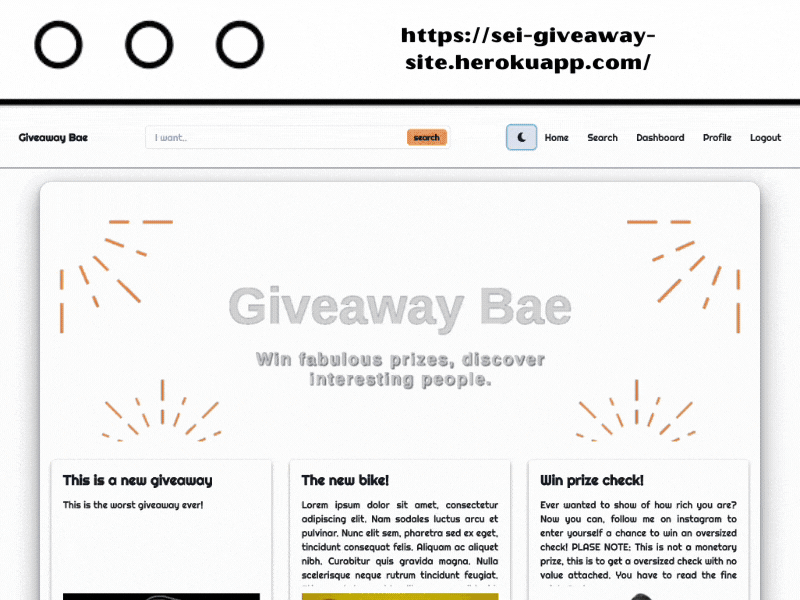 https://sei-giveaway-
site.herokuapp.com/
Giveaway Bae
I want..
search
Home
Search
Dashboard
Profile
Logout
Giveaway Bae
Win fabulous prizes, discover
interesting people.
This is a new giveaway
This is the worst giveaway ever!
The new bike!
Lorem ipsum dolor sit amet, consectetur
adipiscing elit. Nam sodales luctus arcu et
pulvinar. Nunc elit sem, pharetra sed ex eget,
tincidunt consequat felis. Aliquam ac aliquet
nibh. Curabitur quis gravida magna. Nulla
scelerisque neque rutrum tincidunt feugiat.
Win prize check!
Ever wanted to show of how rich you are?
Now you can, follow me on instagram to
enter yourself a chance to win an oversized
check! PLASE NOTE: This is not a monetary
prize, this is to get a oversized check with no
value attached. You have to read the fine